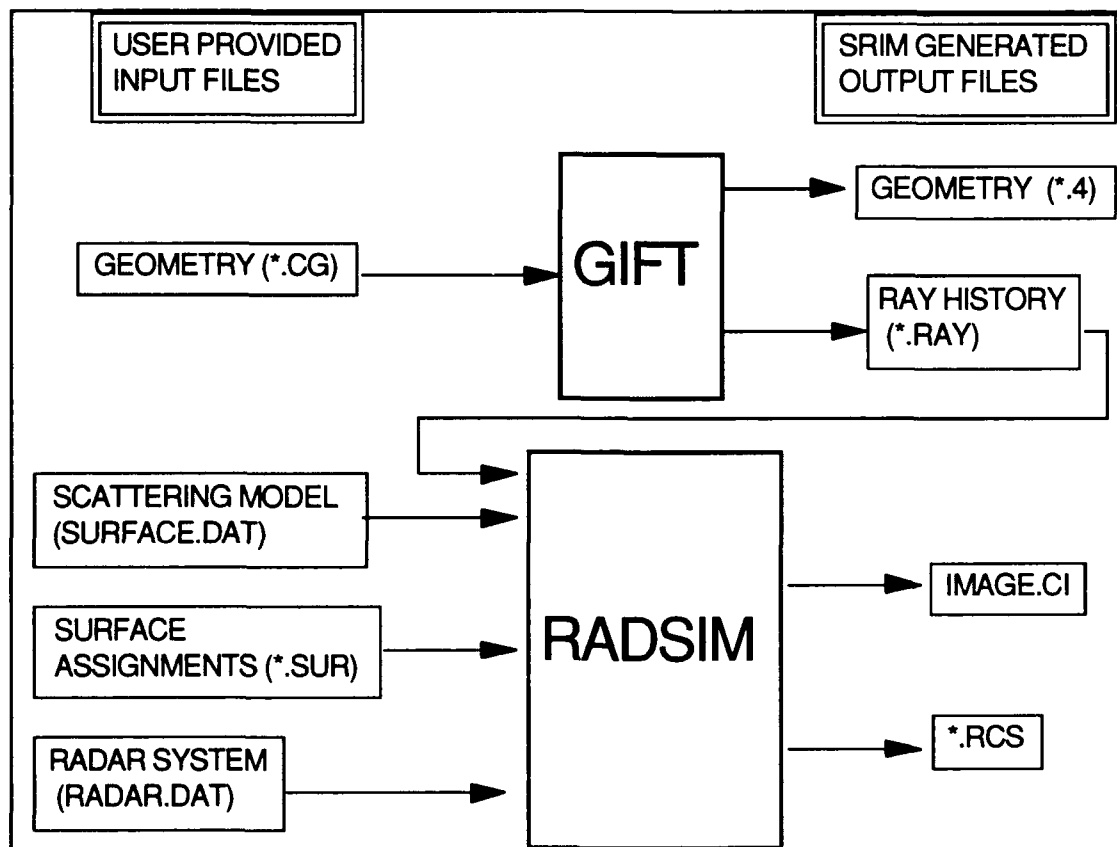 USER PROVIDED
INPUT FILES
SRIM GENERATED
OUTPUT FILES
GEOMETRY (*.CG)
GIFT
GEOMETRY (*.4)
RAY HISTORY
(*.RAY)
SCATTERING MODEL
(SURFACE.DAT)
SURFACE
ASSIGNMENTS (*.SUR)
RADAR SYSTEM
(RADAR.DAT)
RADSIM
IMAGE.CI
*.RCS